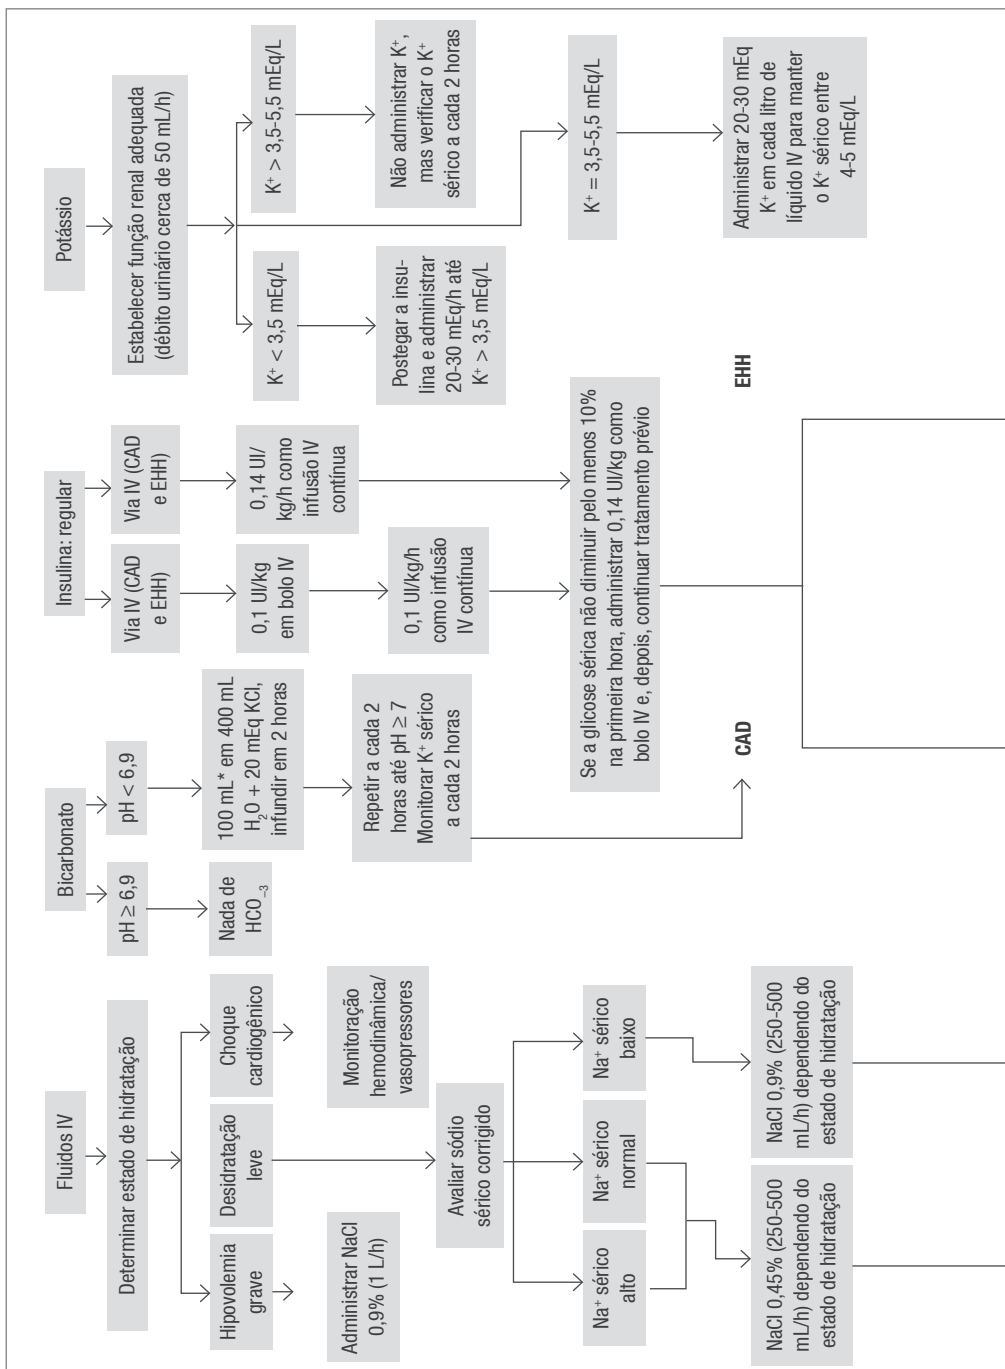 Fluidos IV
Determinar estado de hidratação
Hipovolemia
grave
Desidratação
leve
Choque
cardiogênico
Administrar NaCl
0,9% (1 L/h)
Monitoração
hemodinâmica/
vasopressores
Avaliar sódio
sérico corrigido
Na⁺ sérico
alto
Na⁺ sérico
normal
Na⁺ sérico
baixo
NaCl 0,45% (250-500
mL/h) dependendo do
estado de hidratação
NaCl 0,9% (250-500
mL/h) dependendo do
estado de hidratação
Bicarbonato
pH ≥ 6,9
pH < 6,9
Nada de
HCO₋₃
100 mL* em 400 mL
H₂O + 20 mEq KCl,
infundir em 2 horas
Repetir a cada 2
horas até pH ≥ 7
Monitorar K⁺ sérico
a cada 2 horas
CAD
Insulina: regular
Via IV (CAD
e EHH)
Via IV (CAD
e EHH)
0,1 UI/kg
em bolo IV
0,14 UI/
kg/h como
infusão IV
contínua
0,1 UI/kg/h
como infusão
IV contínua
Se a glicose sérica não diminuir pelo menos 10%
na primeira hora, administrar 0,14 UI/kg como
bolo IV e, depois, continuar tratamento prévio
EHH
Potássio
Estabelecer função renal adequada
(débito urinário cerca de 50 mL/h)
K⁺ < 3,5 mEq/L
K⁺ > 3,5-5,5 mEq/L
Postegar a insu-
lina e administrar
20-30 mEq/h até
K⁺ > 3,5 mEq/L
Não administrar K⁺,
mas verificar o K⁺
sérico a cada 2 horas
K⁺ = 3,5-5,5 mEq/L
Administrar 20-30 mEq
K⁺ em cada litro de
líquido IV para manter
o K⁺ sérico entre
4-5 mEq/L